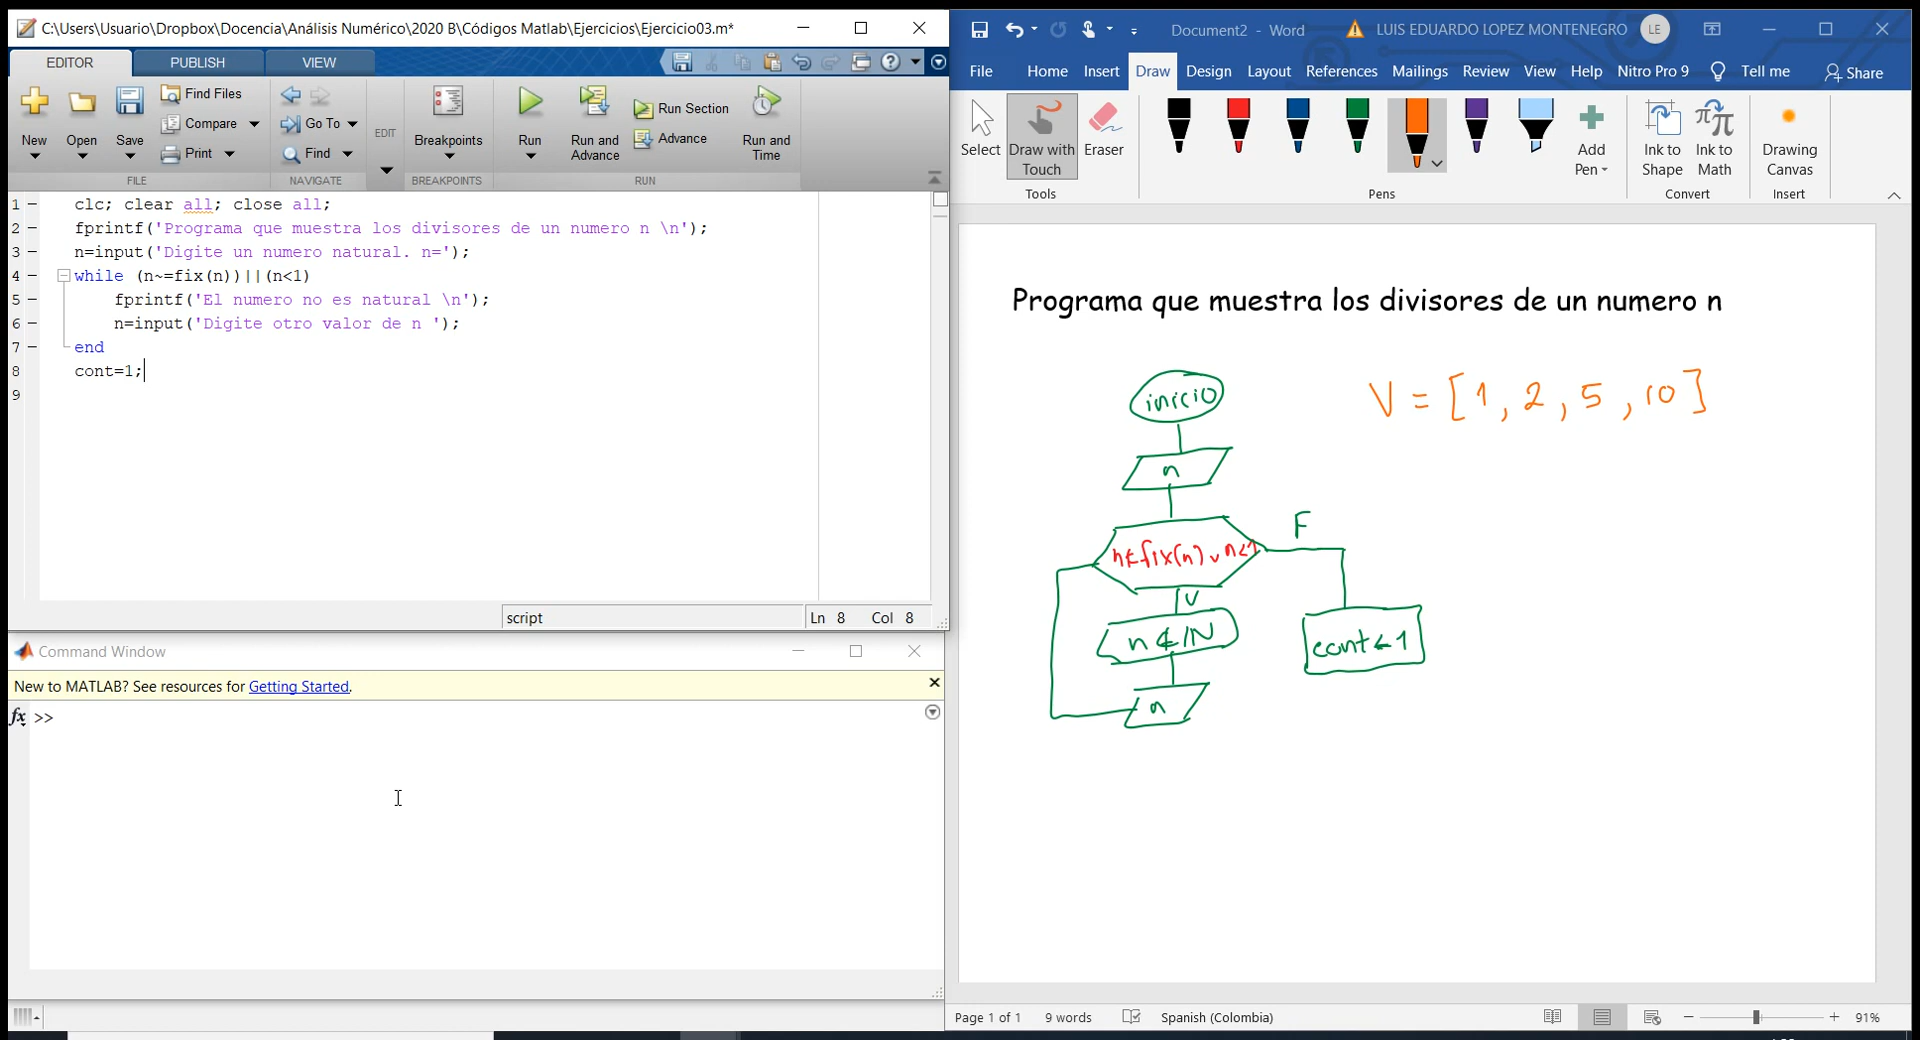 C:\Users\Usuario\Dropbox\Docencia\Análisis Numérico\2020 B\Códigos Matlab\Ejercicios\Ejercicio03.m*
EDITOR PUBLISH VIEW
New Open Save
Find Files
Compare
Print
Go To
Find
EDIT
Breakpoints
Run
Run and Advance
Run Section
Advance
Run and Time
FILE NAVIGATE BREAKPOINTS RUN
1 clc; clear all; close all;
2 fprintf('Programa que muestra los divisores de un numero n \n');
3 n=input('Digite un numero natural. n=');
4 while (n~=fix(n))||(n<1)
5 fprintf('El numero no es natural \n');
6 n=input('Digite otro valor de n ');
7 end
8 cont=1;
9
script Ln 8 Col 8
Command Window
New to MATLAB? See resources for Getting Started.
fx >>
Document2 - Word LUIS EDUARDO LOPEZ MONTENEGRO LE
File Home Insert Draw Design Layout References Mailings Review View Help Nitro Pro 9 Tell me Share
Select
Draw with Touch
Eraser
Add Pen
Ink to Shape
Ink to Math
Drawing Canvas
Tools Pens Convert Insert
Programa que muestra los divisores de un numero n
inicio
V = [1, 2, 5, 10]
n
F
fix(n) v n<1
V
n ∉ IN
cont ← 1
n
Page 1 of 1 9 words Spanish (Colombia) 91%